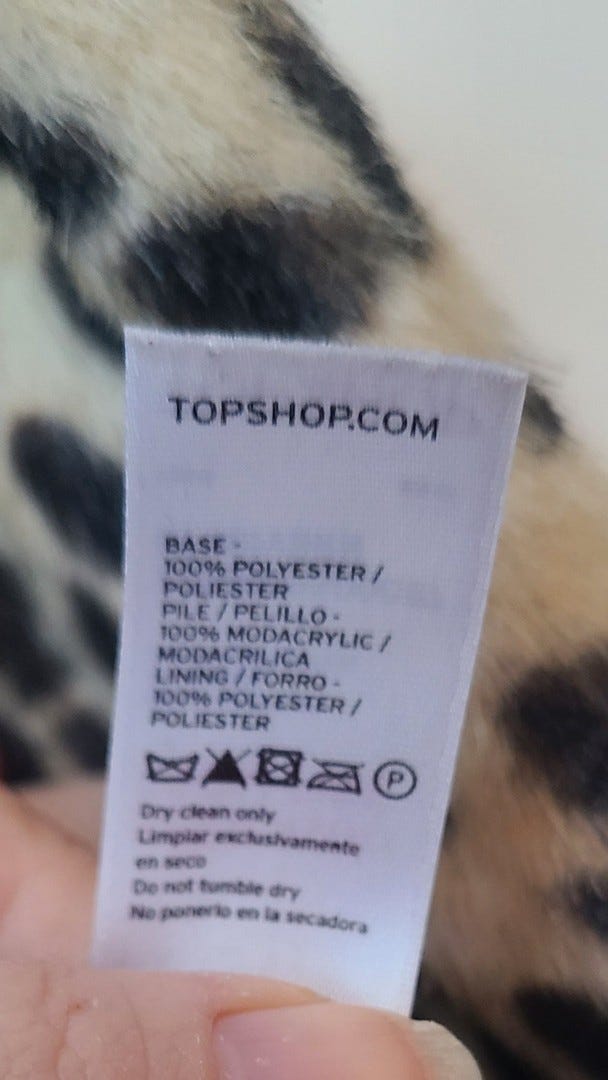 TOPSHOP.COM
BASE -
100% POLYESTER /
POLIESTER
PILE / PELILLO -
100% MODACRYLIC /
MODACRILICA
LINING / FORRO -
100% POLYESTER /
POLIESTER
P
Dry clean only
Limpiar exclusivamente
en seco
Do not tumble dry
No ponerlo en la secadora